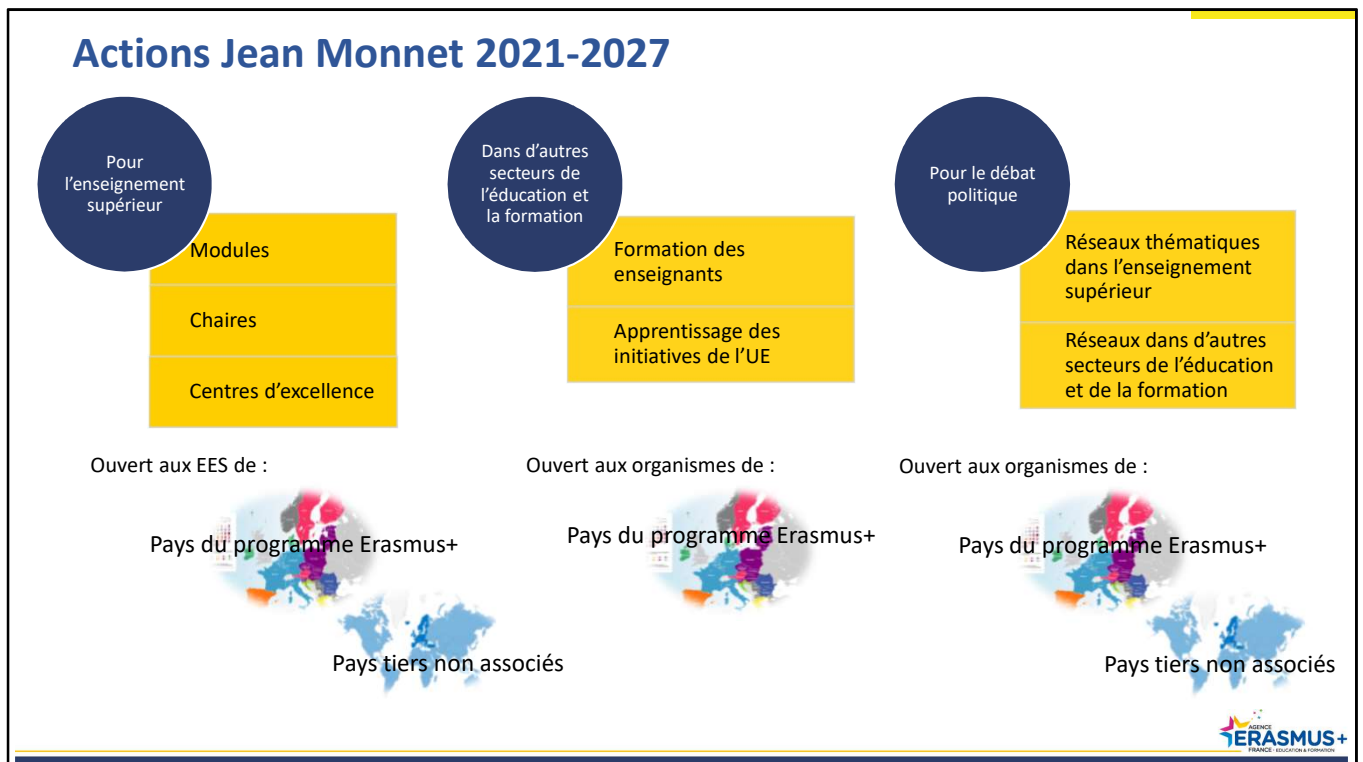 Actions Jean Monnet 2021-2027
Pour
l'enseignement
supérieur
Modules
Chaires
Centres d'excellence
Ouvert aux EES de :
Pays du programme Erasmus+
Pays tiers non associés
Dans d'autres
secteurs de
l'éducation et
la formation
Formation des
enseignants
Apprentissage des
initiatives de l'UE
Ouvert aux organismes de :
Pays du programme Erasmus+
Pour le débat
politique
Réseaux thématiques
dans l'enseignement
supérieur
Réseaux dans d'autres
secteurs de l'éducation
et de la formation
Ouvert aux organismes de :
Pays du programme Erasmus+
Pays tiers non associés
AGENCE
ERASMUS+
FRANCE - EDUCATION & FORMATION